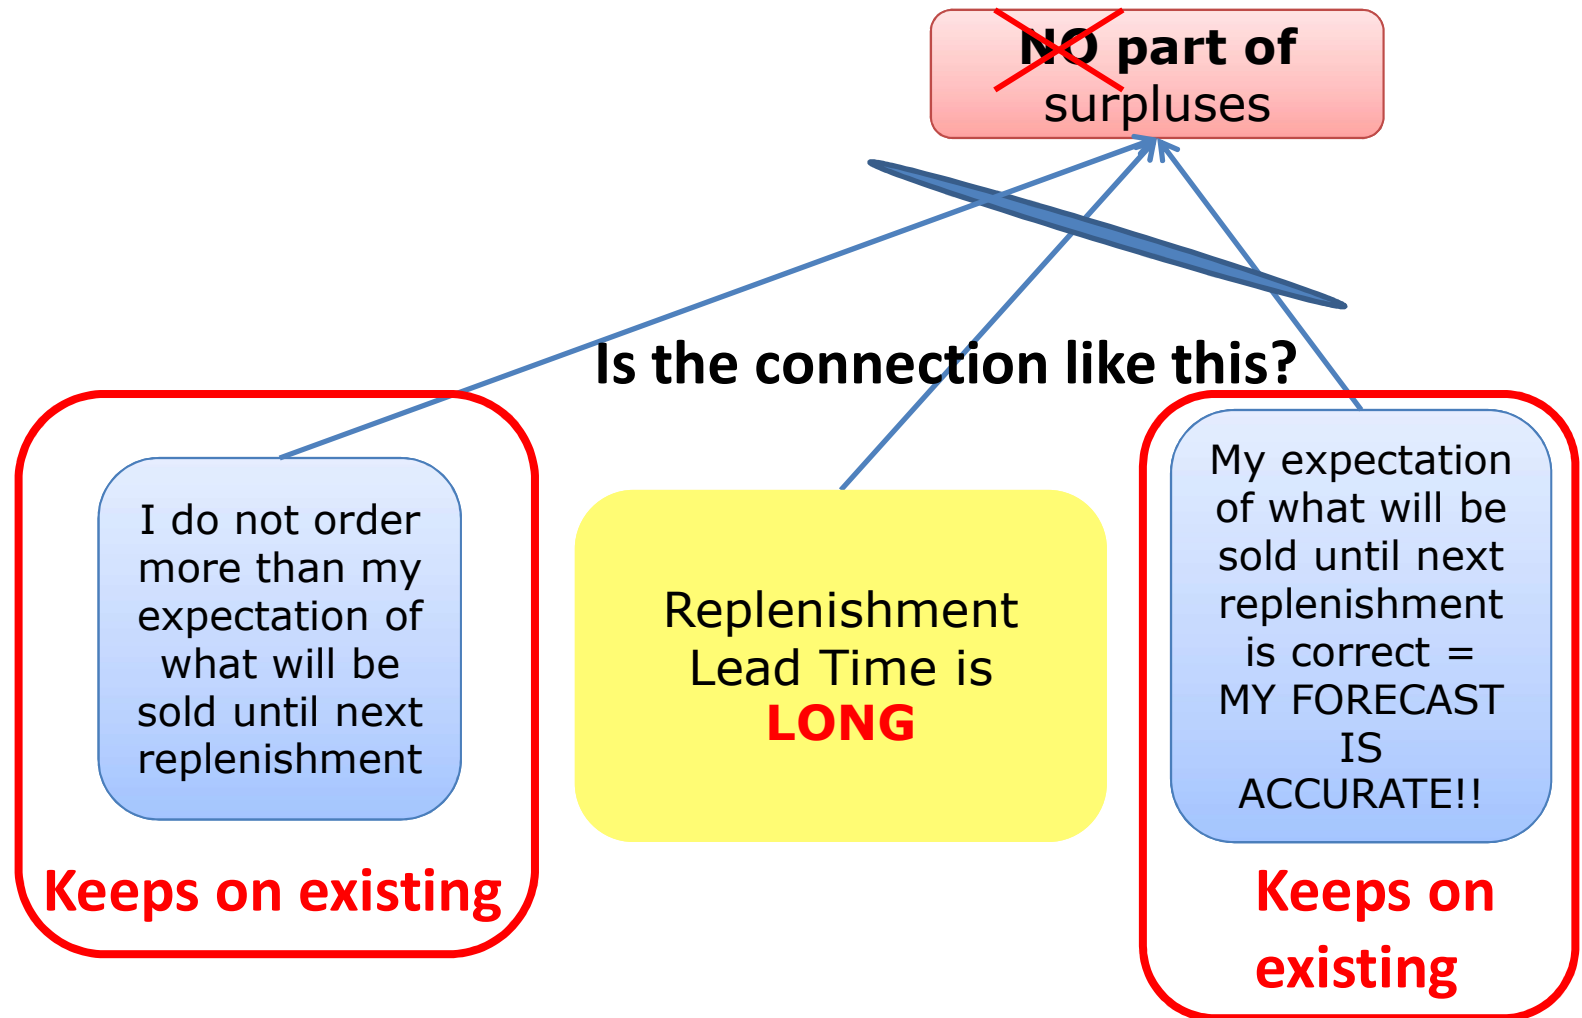 NO part of
surpluses
Is the connection like this?
I do not order
more than my
expectation of
what will be
sold until next
replenishment
Keeps on existing
Replenishment
Lead Time is
LONG
My expectation
of what will be
sold until next
replenishment
is correct =
MY FORECAST
IS
ACCURATE!!
Keeps on
existing